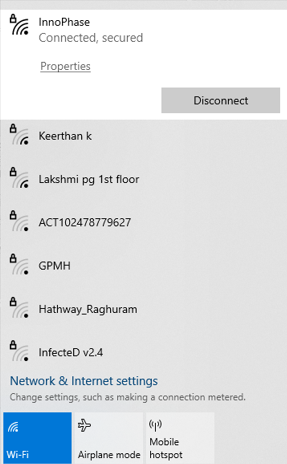 InnoPhase
Connected, secured
Properties
Disconnect
Keerthan k
Lakshmi pg 1st floor
ACT102478779627
GPMH
Hathway_Raghuram
InfecteD v2.4
Network & Internet settings
Change settings, such as making a connection metered.
Wi-Fi
Airplane mode
Mobile
hotspot